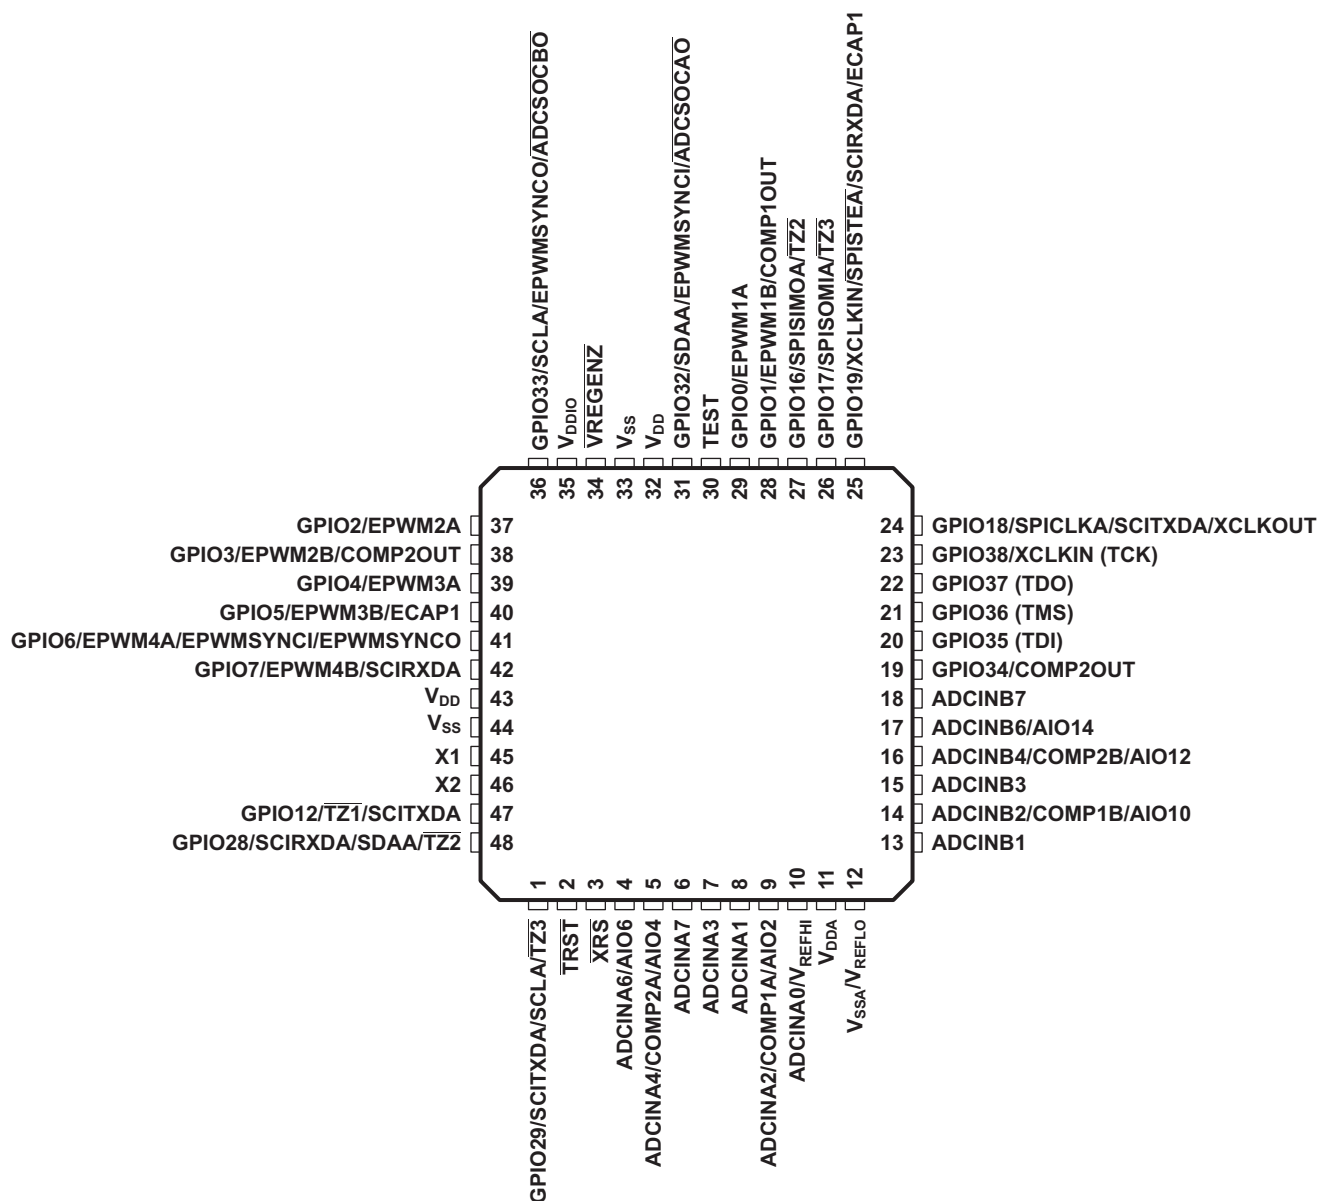 GPIO33/SCLA/EPWMSYNCO/ADCSOCBO
VDDIO
VREGENZ
VSS
VDD
GPIO32/SDAA/EPWMSYNCI/ADCSOCAO
TEST
GPIO0/EPWM1A
GPIO1/EPWM1B/COMP1OUT
GPIO16/SPISIMOA/TZ2
GPIO17/SPISOMIA/TZ3
GPIO19/XCLKIN/SPISTEA/SCIRXDA/ECAP1
36 35 34 33 32 31 30 29 28 27 26 25
GPIO2/EPWM2A 37
GPIO3/EPWM2B/COMP2OUT 38
GPIO4/EPWM3A 39
GPIO5/EPWM3B/ECAP1 40
GPIO6/EPWM4A/EPWMSYNCI/EPWMSYNCO 41
GPIO7/EPWM4B/SCIRXDA 42
VDD 43
VSS 44
X1 45
X2 46
GPIO12/TZ1/SCITXDA 47
GPIO28/SCIRXDA/SDAA/TZ2 48
24 GPIO18/SPICLKA/SCITXDA/XCLKOUT
23 GPIO38/XCLKIN (TCK)
22 GPIO37 (TDO)
21 GPIO36 (TMS)
20 GPIO35 (TDI)
19 GPIO34/COMP2OUT
18 ADCINB7
17 ADCINB6/AIO14
16 ADCINB4/COMP2B/AIO12
15 ADCINB3
14 ADCINB2/COMP1B/AIO10
13 ADCINB1
1 2 3 4 5 6 7 8 9 10 11 12
GPIO29/SCITXDA/SCLA/TZ3
TRST
XRS
ADCINA6/AIO6
ADCINA4/COMP2A/AIO4
ADCINA7
ADCINA3
ADCINA1
ADCINA2/COMP1A/AIO2
ADCINA0/VREFHI
VDDA
VSSA/VREFLO